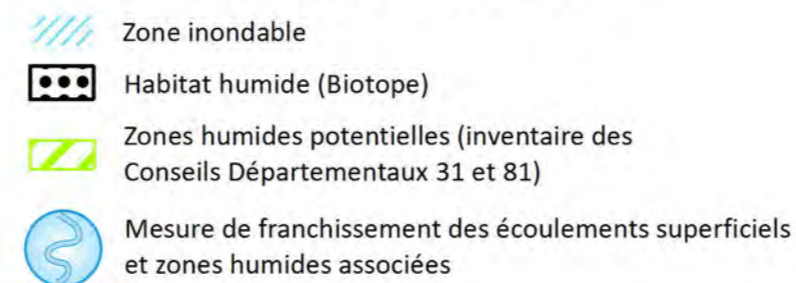 Zone inondable
Habitat humide (Biotope)
Zones humides potentielles (inventaire des
Conseils Départementaux 31 et 81)
Mesure de franchissement des écoulements superficiels
et zones humides associées